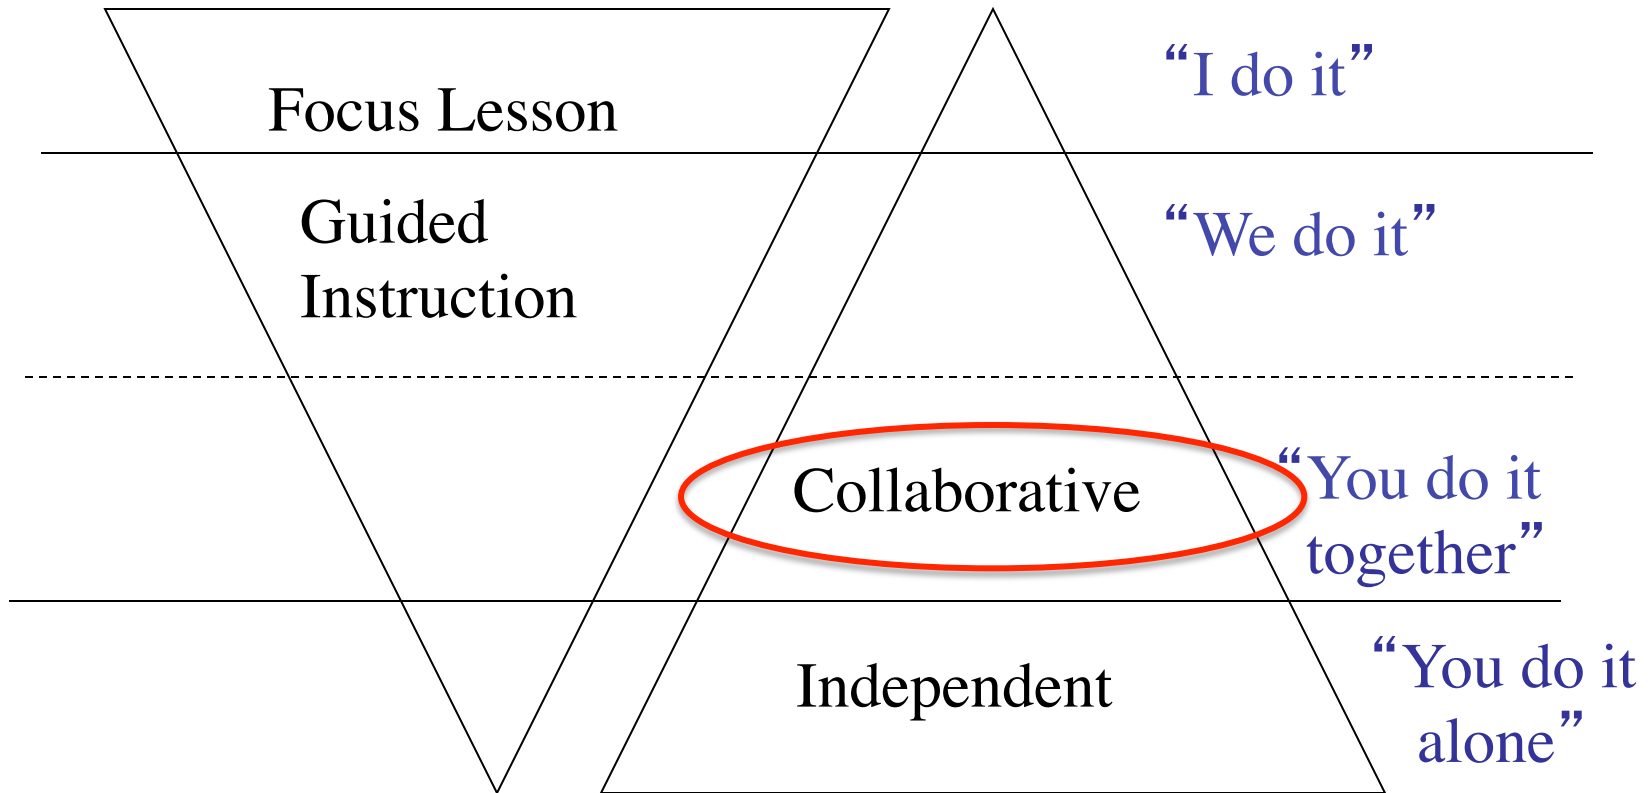 Focus Lesson
“I do it”
Guided
Instruction
“We do it”
Collaborative
“You do it
together”
Independent
“You do it
alone”